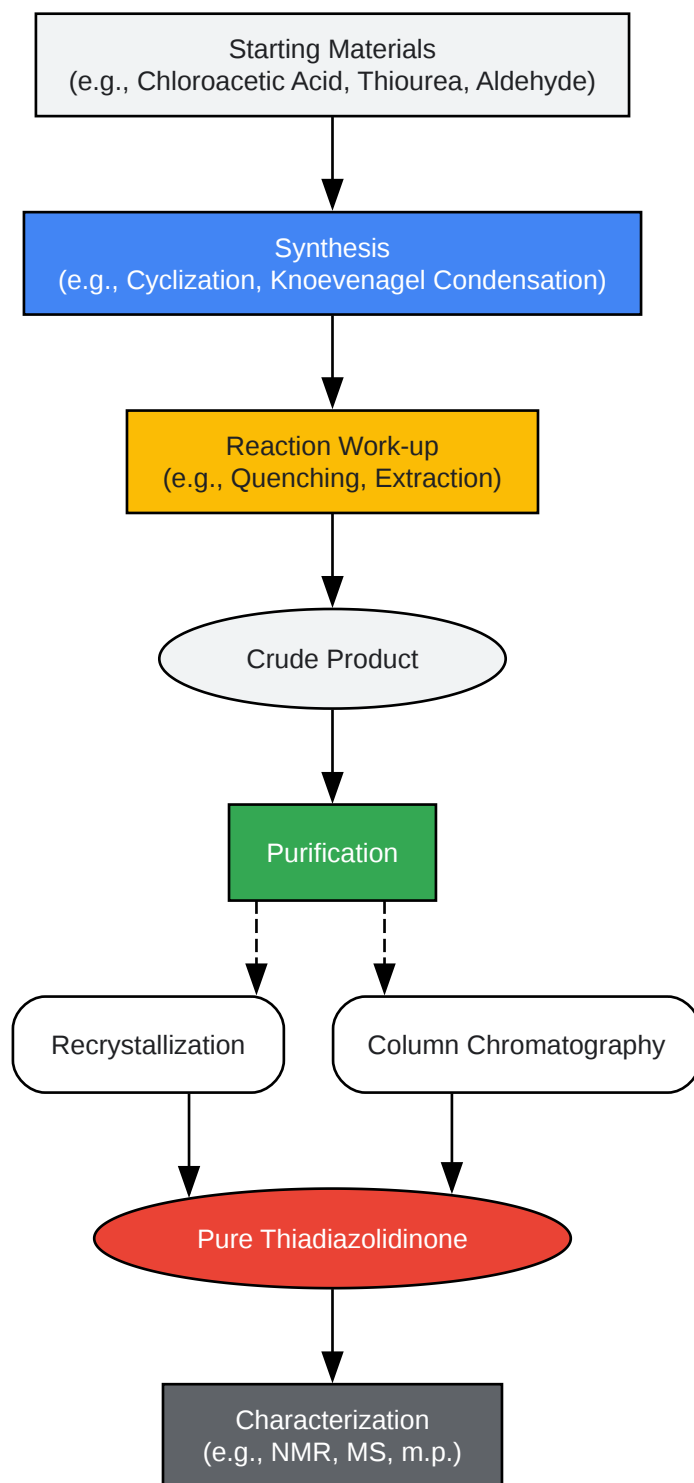 Starting Materials
(e.g., Chloroacetic Acid, Thiourea, Aldehyde)
Synthesis
(e.g., Cyclization, Knoevenagel Condensation)
Reaction Work-up
(e.g., Quenching, Extraction)
Crude Product
Purification
Recrystallization
Column Chromatography
Pure Thiadiazolidinone
Characterization
(e.g., NMR, MS, m.p.)